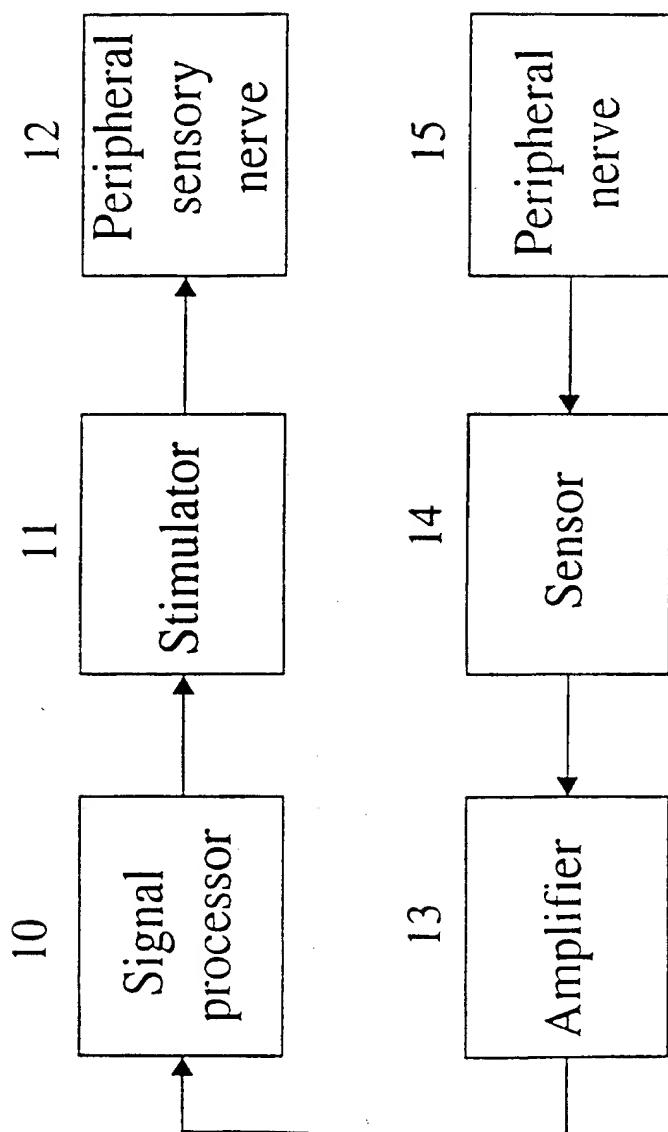 10
Signal
processor
11
Stimulator
12
Peripheral
sensory
nerve
13
Amplifier
14
Sensor
15
Peripheral
nerve